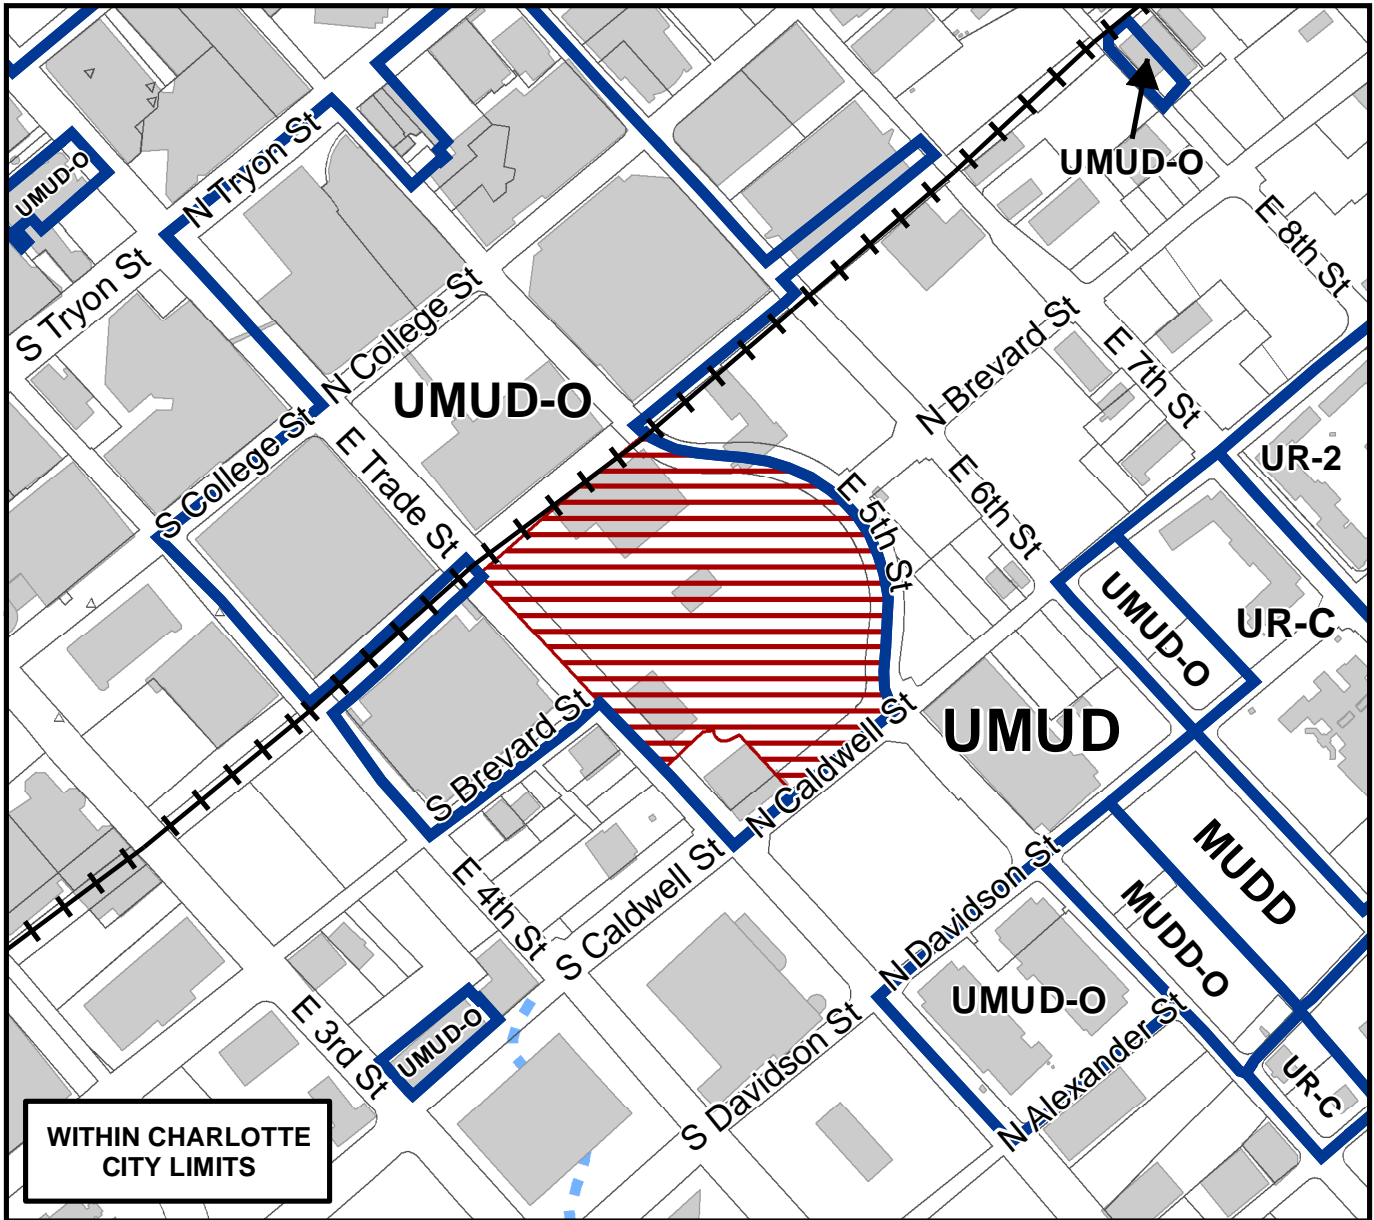 UMUD-O
UMUD-O
N Tryon St
S Tryon St
E 8th St
N College St
N Brevard St
E 7th St
UMUD-O
S College St
E Trade St
UR-2
E 6th St
E 5th St
UMUD-O
UR-C
UMUD
S Brevard St
N Caldwell St
MUDD
MUDD-O
E 4th St
S Caldwell St
N Davidson St
UMUD-O
E 3rd St
UMUD-O
S Davidson St
N Alexander St
UR-C
WITHIN CHARLOTTE
CITY LIMITS